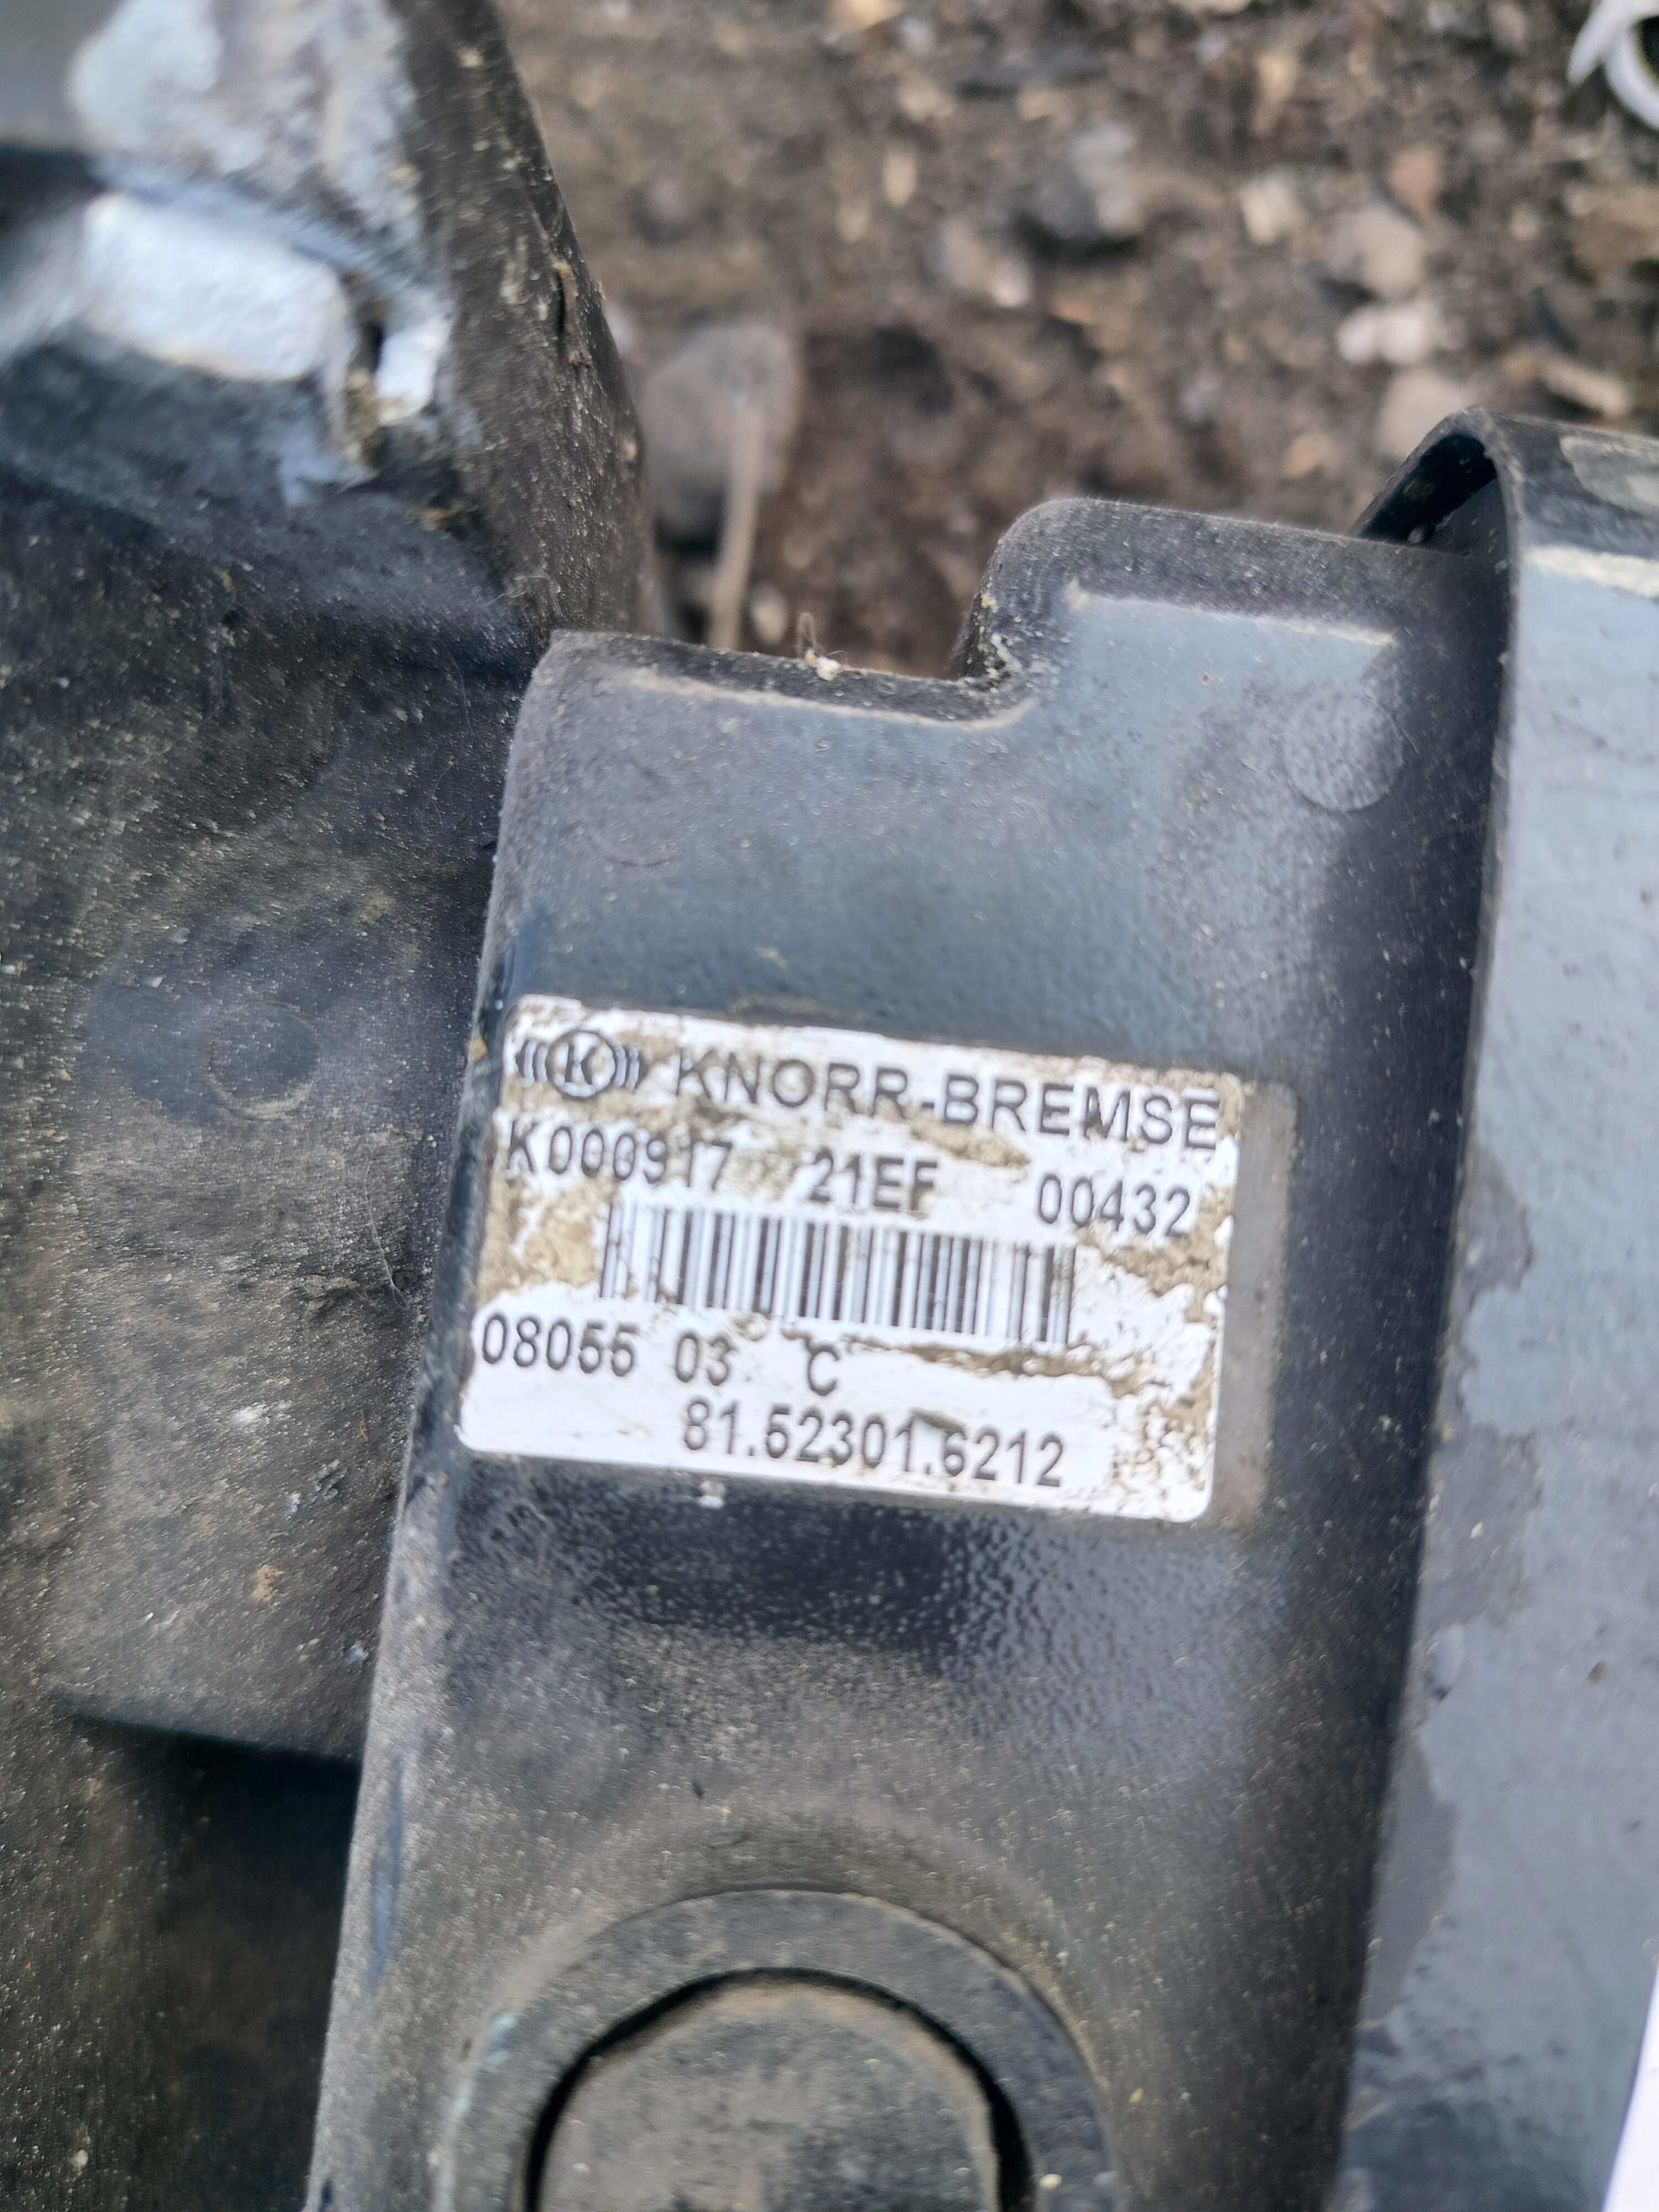 K KNORR-BREMSE
K000917 21EF 00432
08055 03 C
81.52301.6212